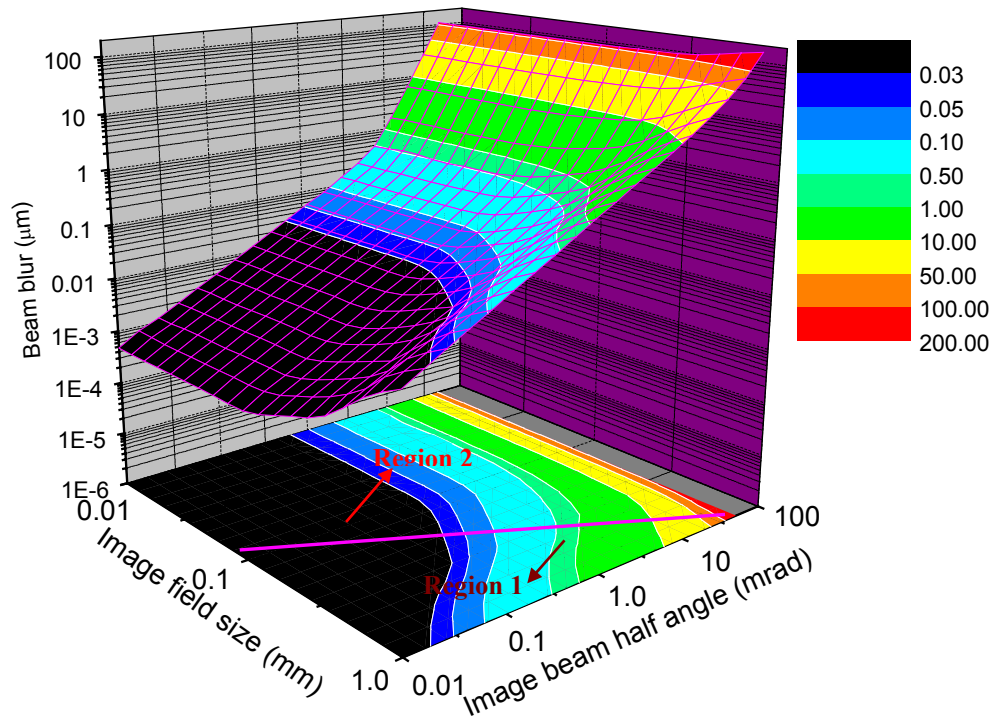 100
10
1
0.1
0.01
1E-3
1E-4
1E-5
1E-6
Beam blur (μm)
0.01
0.1
1.0
Image field size (mm)
0.01
0.1
1.0
10
100
Image beam half angle (mrad)
Region 2
Region 1
0.03
0.05
0.10
0.50
1.00
10.00
50.00
100.00
200.00